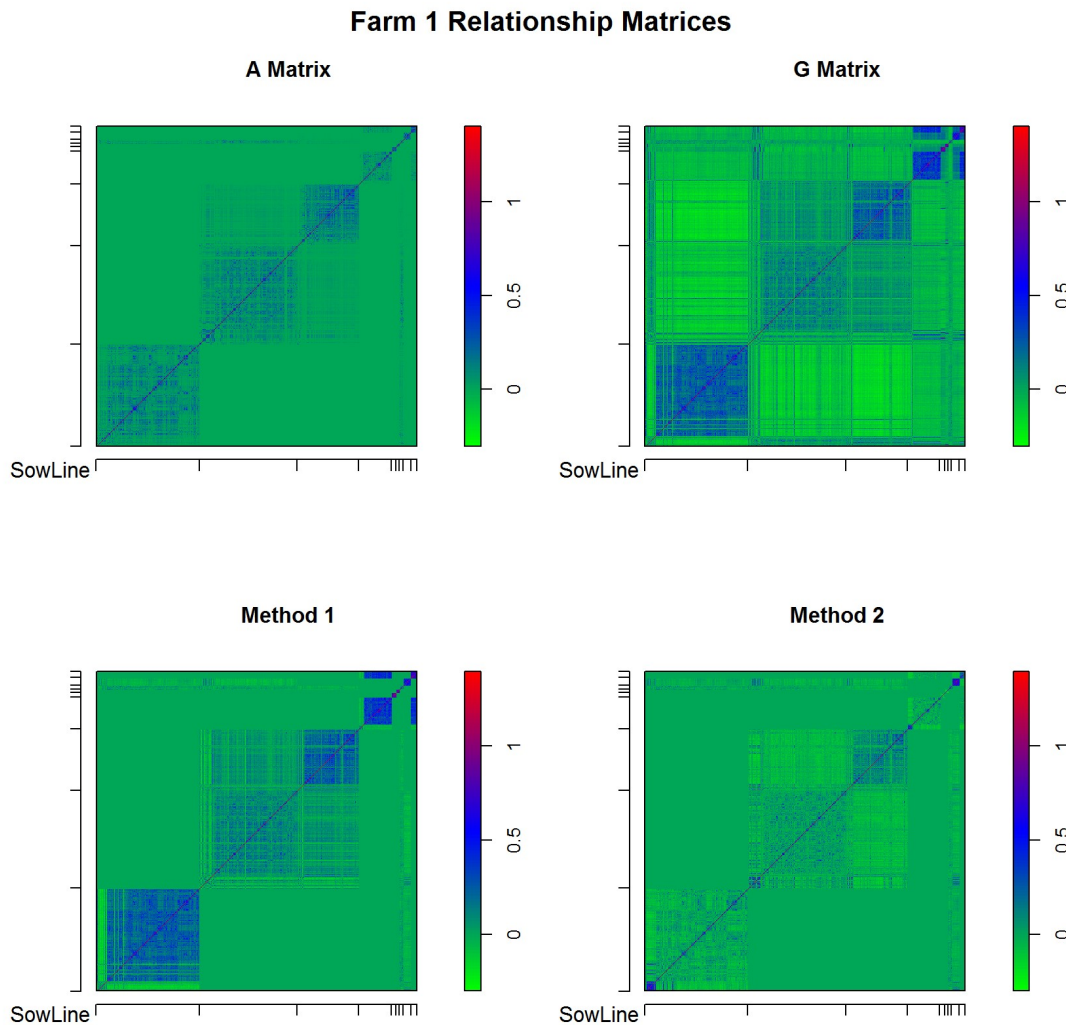 Farm 1 Relationship Matrices
A Matrix
1
0.5
0
SowLine
G Matrix
1
0.5
0
SowLine
Method 1
1
0.5
0
SowLine
Method 2
1
0.5
0
SowLine